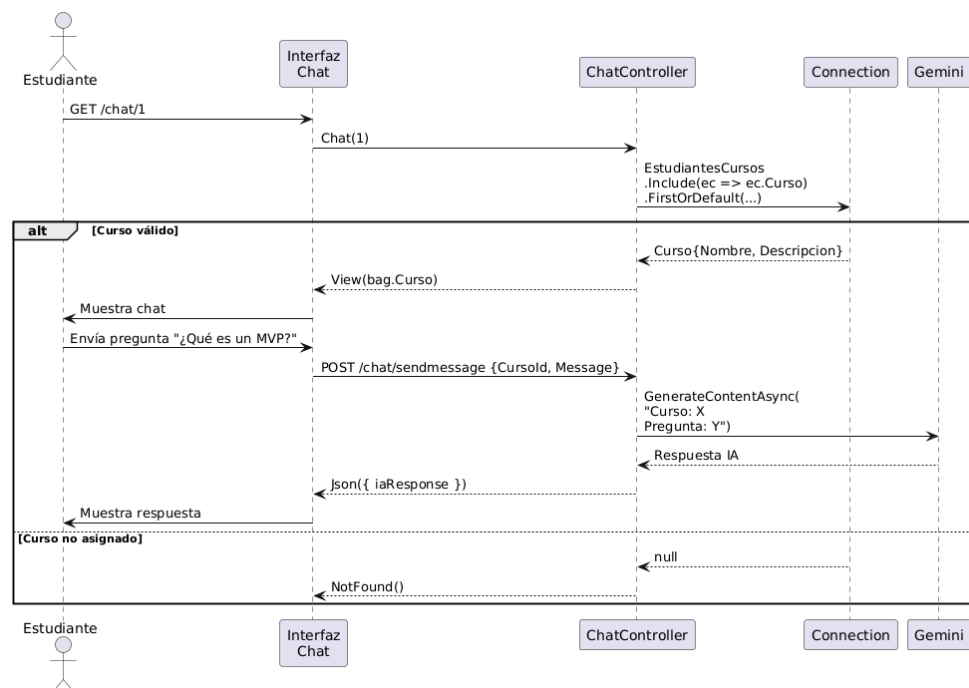 Estudiante
Interfaz
Chat
ChatController
Connection
Gemini
GET /chat/1
Chat(1)
EstudiantesCursos
.Include(ec => ec.Curso)
.FirstOrDefault(...)
alt
[Curso válido]
Curso{Nombre, Descripcion}
View(bag.Curso)
Muestra chat
Envía pregunta "¿Qué es un MVP?"
POST /chat/sendmessage {CursoId, Message}
GenerateContentAsync(
"Curso: X
Pregunta: Y")
Respuesta IA
Json({ iaResponse })
Muestra respuesta
[Curso no asignado]
null
NotFound()
Estudiante
Interfaz
Chat
ChatController
Connection
Gemini